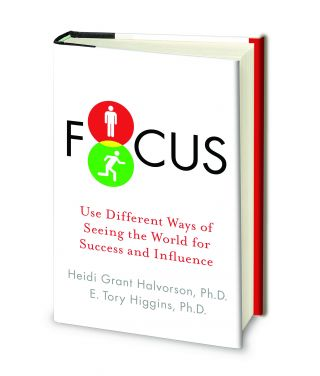 FOCUS
Use Different Ways of
Seeing the World for
Success and Influence
Heidi Grant Halvorson, Ph.D.
E. Tory Higgins, Ph.D.